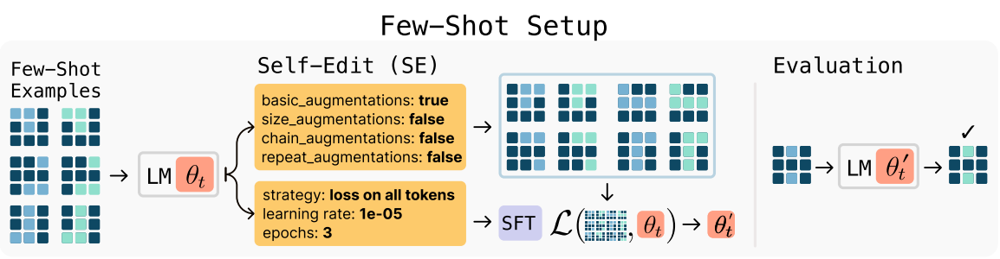 Few-Shot Setup
Few-Shot
Examples
LM θt
Self-Edit (SE)
basic_augmentations: true
size_augmentations: false
chain_augmentations: false
repeat_augmentations: false
strategy: loss on all tokens
learning rate: 1e-05
epochs: 3
SFT ℒ( , θt) → θ't
Evaluation
✓
LM θ't